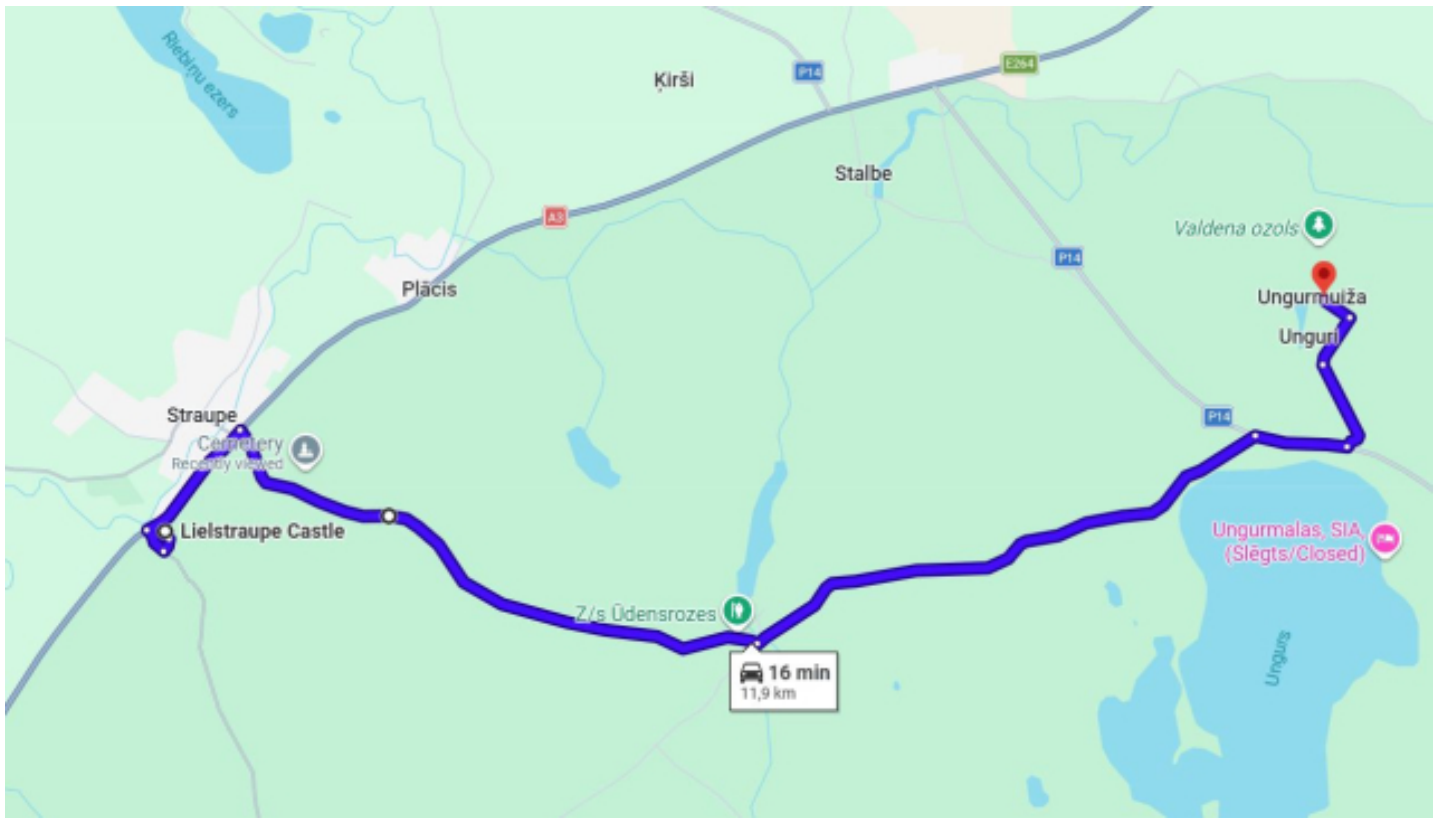 Riebiņu ezers
Ķirši
P14
E264
Stalbe
A3
Valdena ozols
P14
Plācis
Ungurmuiža
Unguri
Straupe
P14
Cemetery
Recently viewed
Lielstraupe Castle
Ungurmalas, SIA,
(Slēgts/Closed)
Z/s Ūdensrozes
Ungurs
16 min
11,9 km